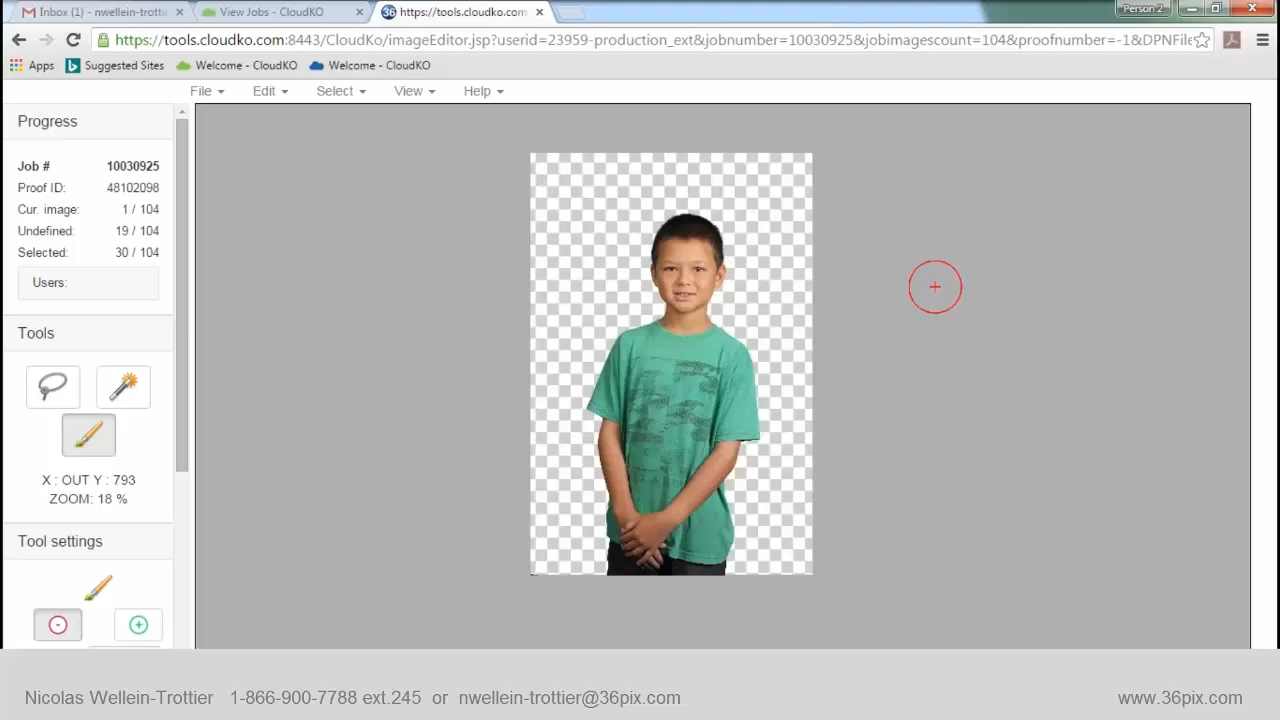 Inbox (1) - nwellein-trottie
View Jobs - CloudKO
36 https://tools.cloudko.com
Person 2
https://tools.cloudko.com:8443/CloudKo/imageEditor.jsp?userid=23959-production_ext&jobnumber=10030925&jobimagescount=104&proofnumber=-1&DPNFile
Apps Suggested Sites Welcome - CloudKO Welcome - CloudKO
File Edit Select View Help
Progress
Job # 10030925
Proof ID: 48102098
Cur. image: 1 / 104
Undefined: 19 / 104
Selected: 30 / 104
Users:
Tools
X : OUT Y : 793
ZOOM: 18 %
Tool settings
Nicolas Wellein-Trottier 1-866-900-7788 ext.245 or nwellein-trottier@36pix.com
www.36pix.com